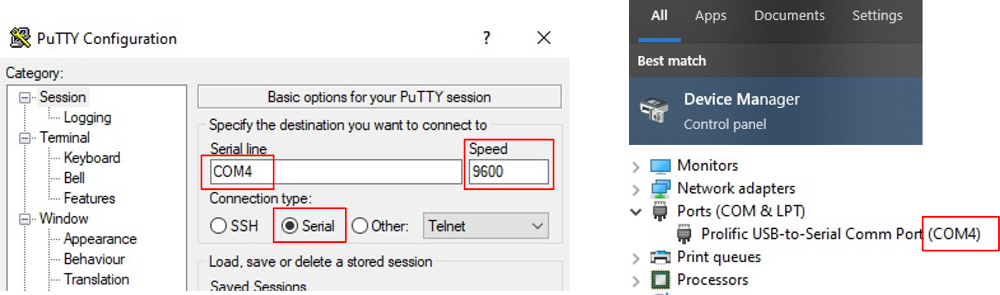 PuTTY Configuration
?
Category:
Session
Logging
Terminal
Keyboard
Bell
Features
Window
Appearance
Behaviour
Translation
Basic options for your PuTTY session
Specify the destination you want to connect to
Serial line
Speed
COM4
9600
Connection type:
SSH
Serial
Other:
Telnet
Load, save or delete a stored session
Saved Sessions
All
Apps
Documents
Settings
Best match
Device Manager
Control panel
Monitors
Network adapters
Ports (COM & LPT)
Prolific USB-to-Serial Comm Port (COM4)
Print queues
Processors